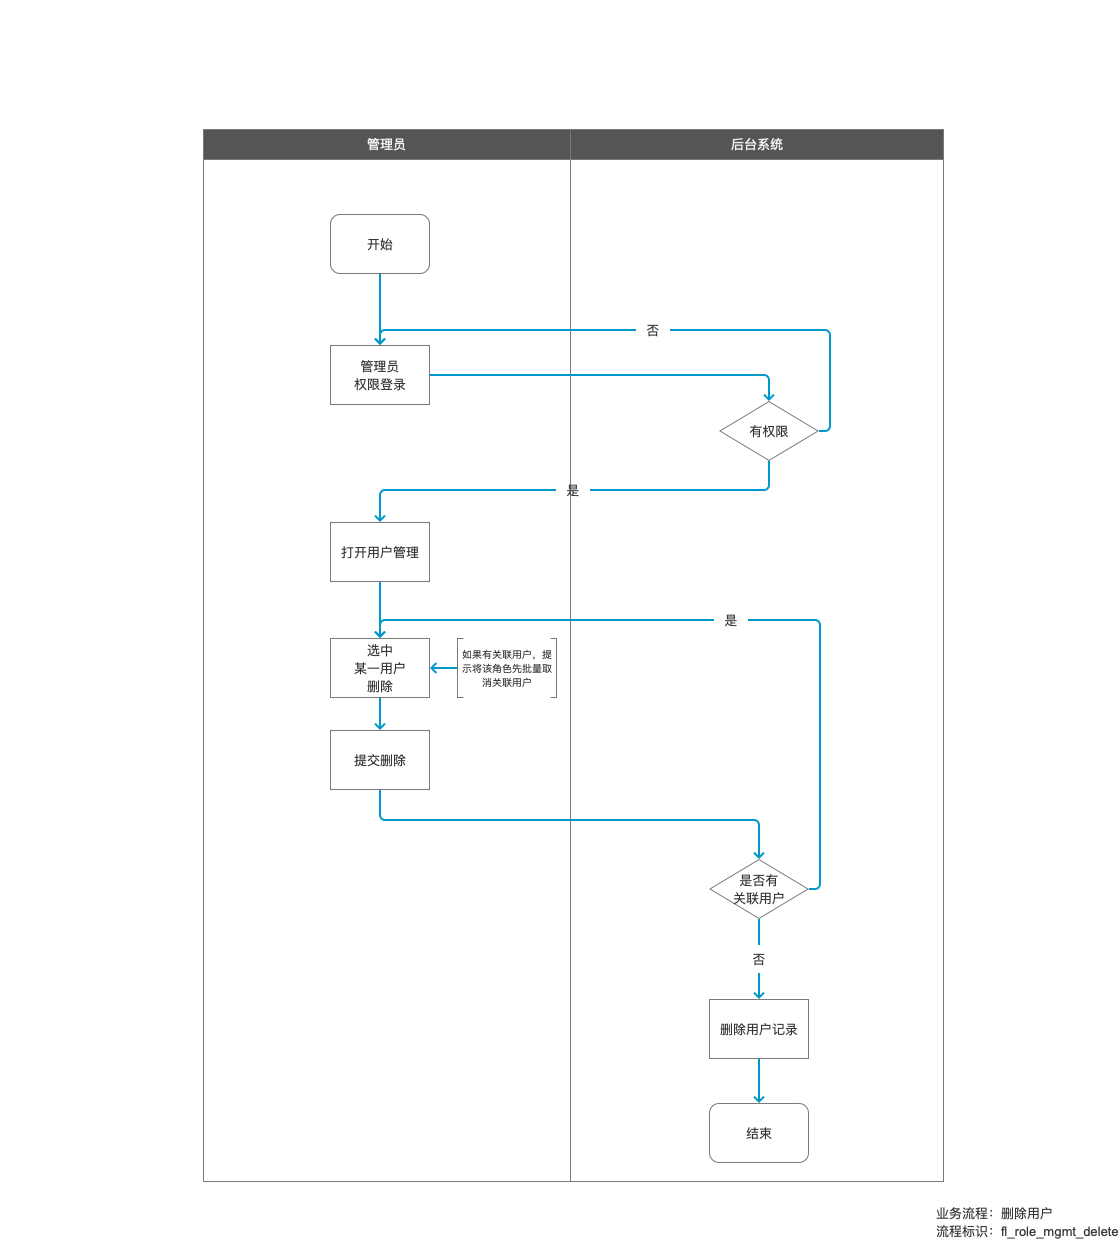 管理员
后台系统
开始
否
管理员
权限登录
有权限
是
打开用户管理
是
选中
某一用户
删除
如果有关联用户，提
示将该角色先批量取
消关联用户
提交删除
是否有
关联用户
否
删除用户记录
结束
业务流程：删除用户
流程标识：fl_role_mgmt_delete